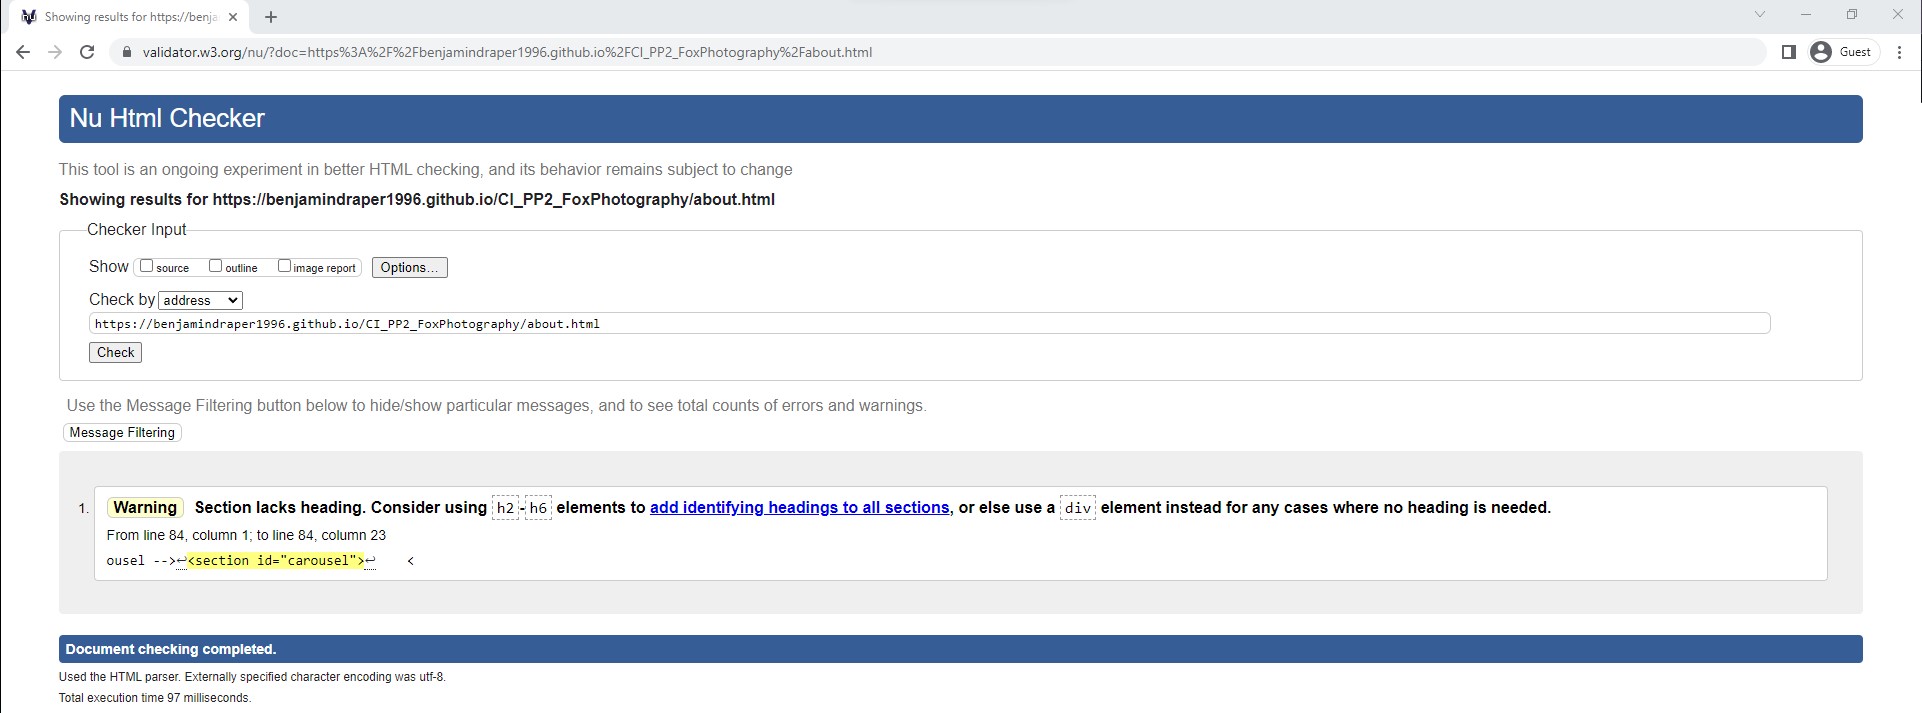 Showing results for https://benja
validator.w3.org/nu/?doc=https%3A%2F%2Fbenjamindraper1996.github.io%2FCI_PP2_FoxPhotography%2Fabout.html
Guest
Nu Html Checker
This tool is an ongoing experiment in better HTML checking, and its behavior remains subject to change
Showing results for https://benjamindraper1996.github.io/CI_PP2_FoxPhotography/about.html
Checker Input
Show source outline image report Options...
Check by address
https://benjamindraper1996.github.io/CI_PP2_FoxPhotography/about.html
Check
Use the Message Filtering button below to hide/show particular messages, and to see total counts of errors and warnings.
Message Filtering
1. Warning Section lacks heading. Consider using h2-h6 elements to add identifying headings to all sections, or else use a div element instead for any cases where no heading is needed.
From line 84, column 1; to line 84, column 23
ousel -->↩<section id="carousel">↩ <
Document checking completed.
Used the HTML parser. Externally specified character encoding was utf-8.
Total execution time 97 milliseconds.